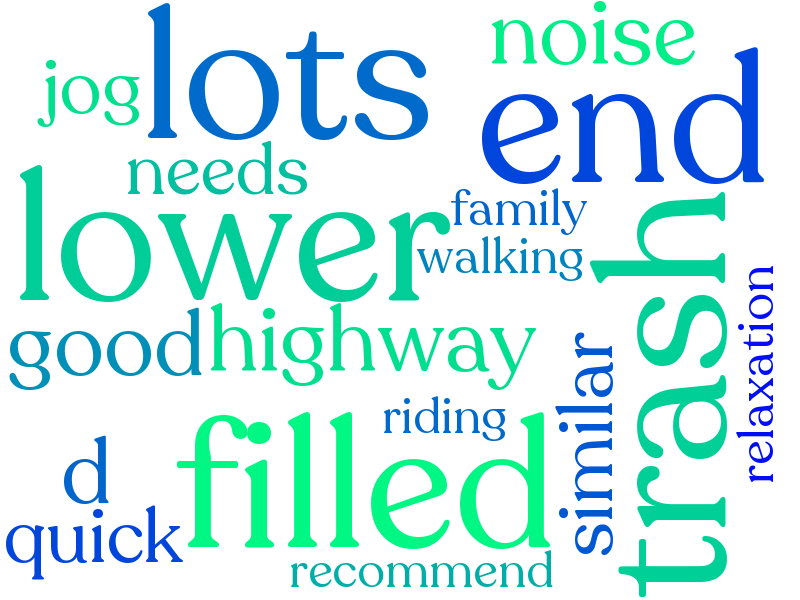 noise
lots
jog
end
needs
lower
family
walking
trash
relaxation
good
highway
similar
riding
filled
d
quick
recommend